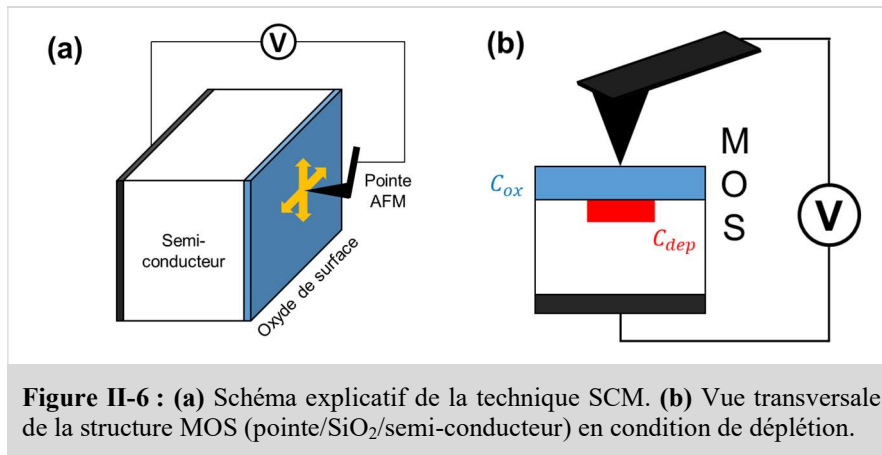 (a)
V
Pointe
AFM
Semi-
conducteur
Oxyde de surface
(b)
M
O
S
C_ox
C_dep
V
Figure II-6 : (a) Schéma explicatif de la technique SCM. (b) Vue transversale
de la structure MOS (pointe/SiO₂/semi-conducteur) en condition de déplétion.